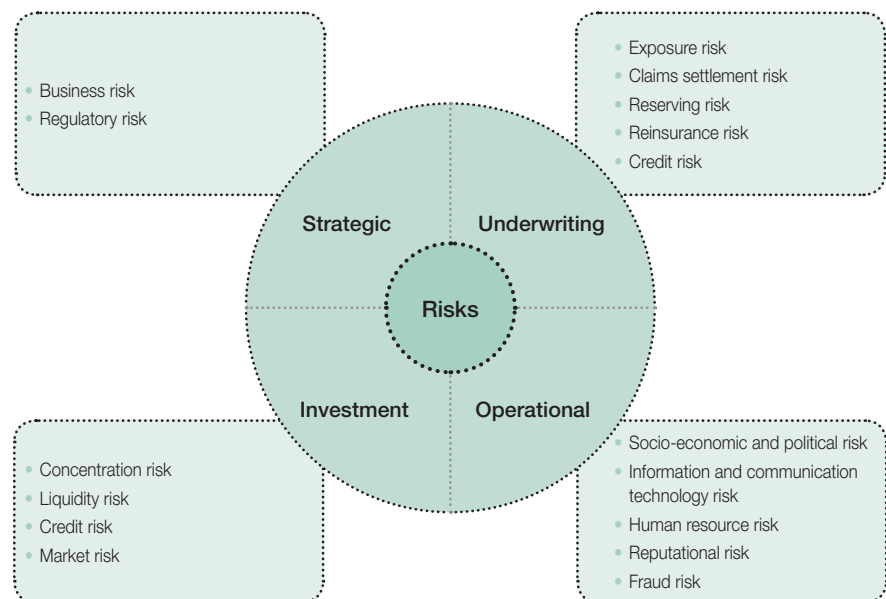 • Business risk
• Regulatory risk
• Exposure risk
• Claims settlement risk
• Reserving risk
• Reinsurance risk
• Credit risk
Strategic
Underwriting
Risks
Investment
Operational
• Concentration risk
• Liquidity risk
• Credit risk
• Market risk
• Socio-economic and political risk
• Information and communication
technology risk
• Human resource risk
• Reputational risk
• Fraud risk